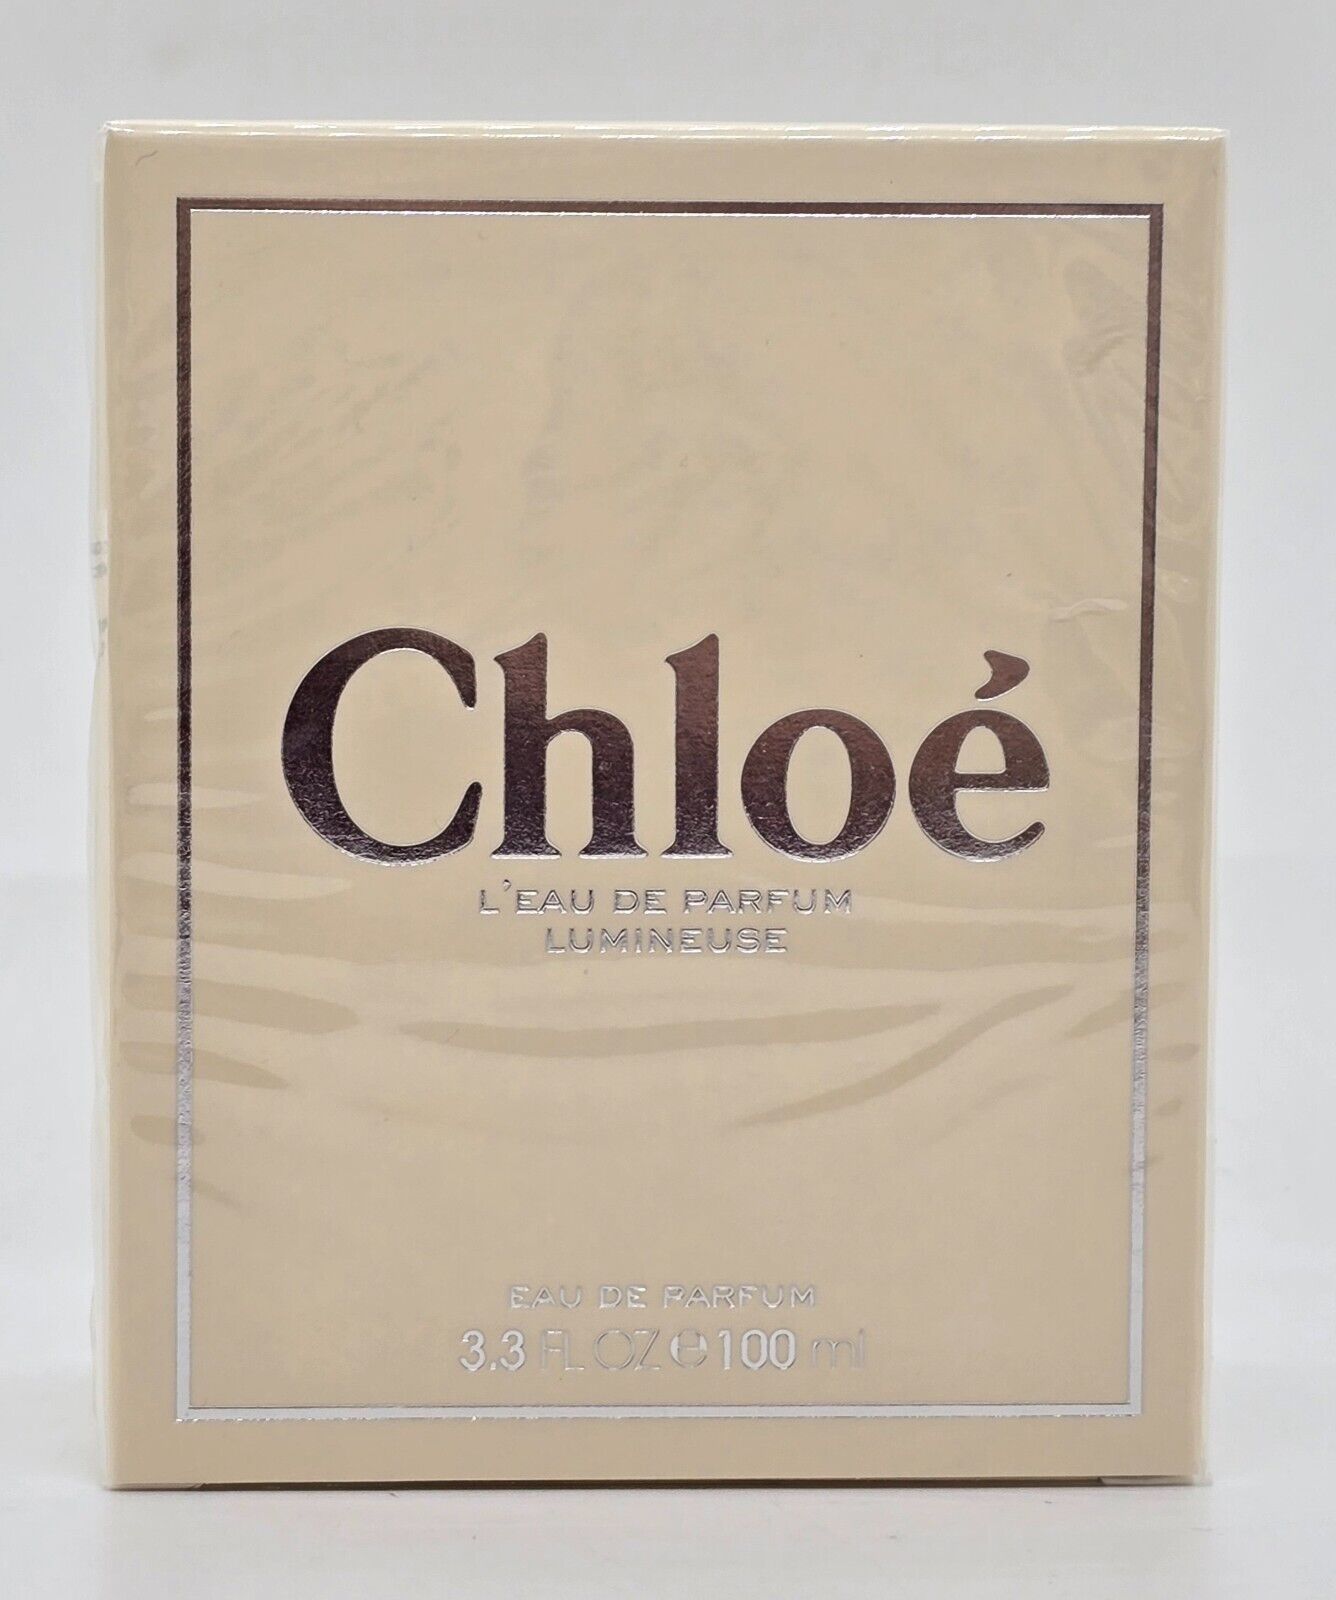 Chloé
L'EAU DE PARFUM
LUMINEUSE
EAU DE PARFUM
3.3 FL OZ ℮ 100 ml